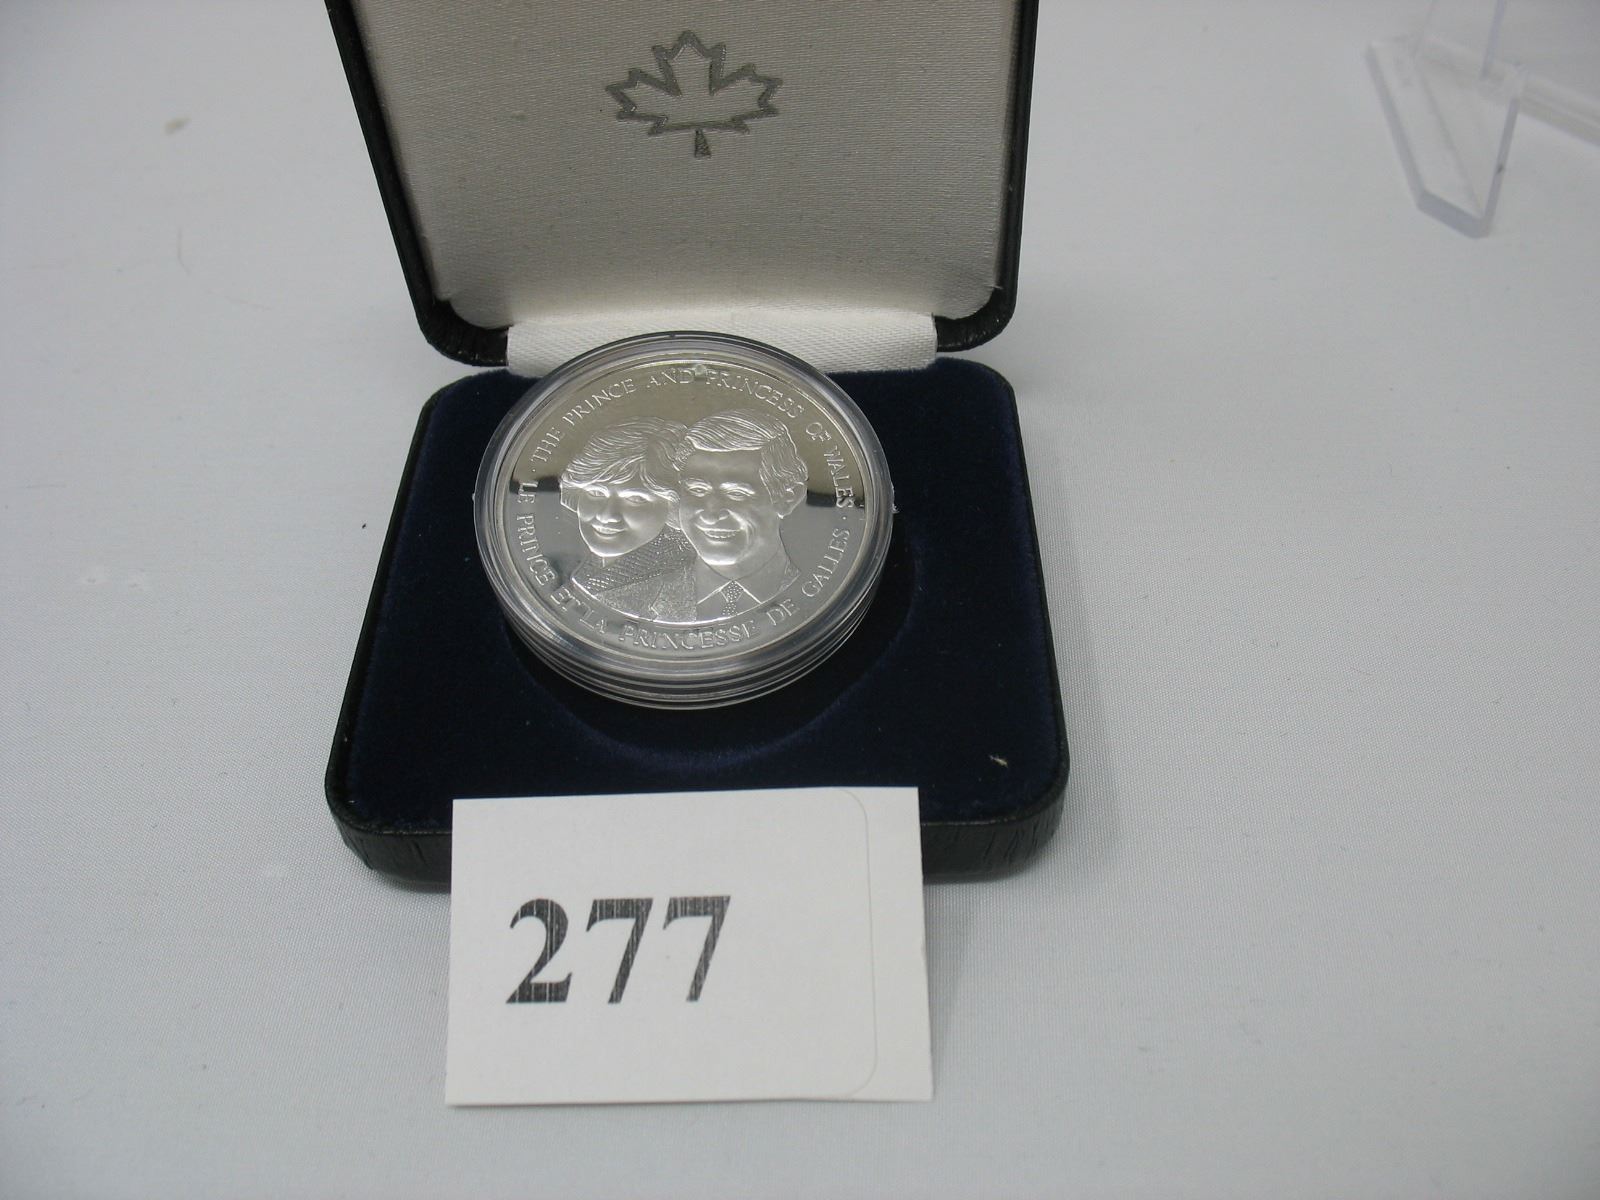 · THE PRINCE AND PRINCESS OF WALES ·
LE PRINCE ET LA PRINCESSE DE GALLES
277